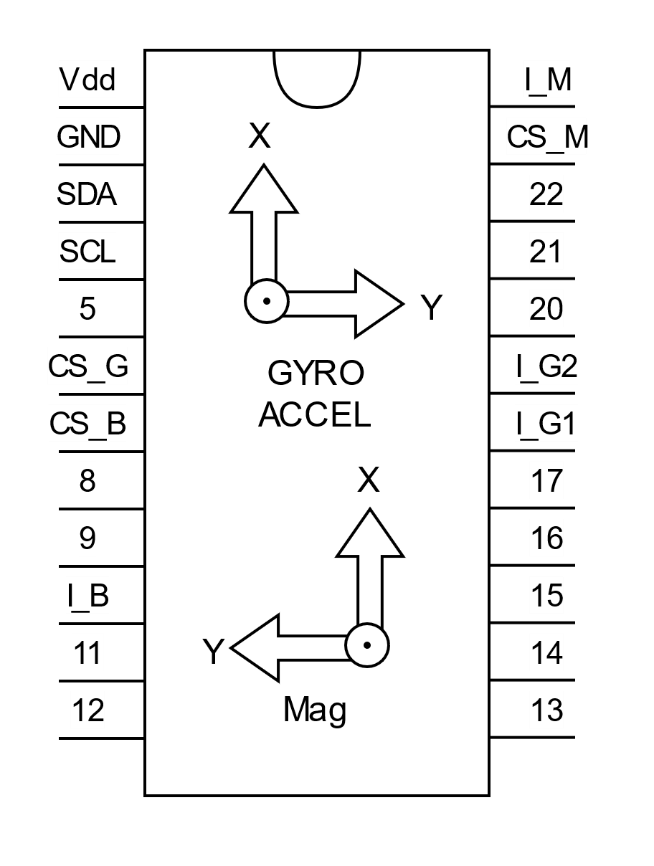 Vdd
I_M
GND
CS_M
X
SDA
22
SCL
21
5
20
Y
CS_G
I_G2
GYRO
ACCEL
CS_B
I_G1
8
17
X
9
16
I_B
15
11
14
Y
12
13
Mag